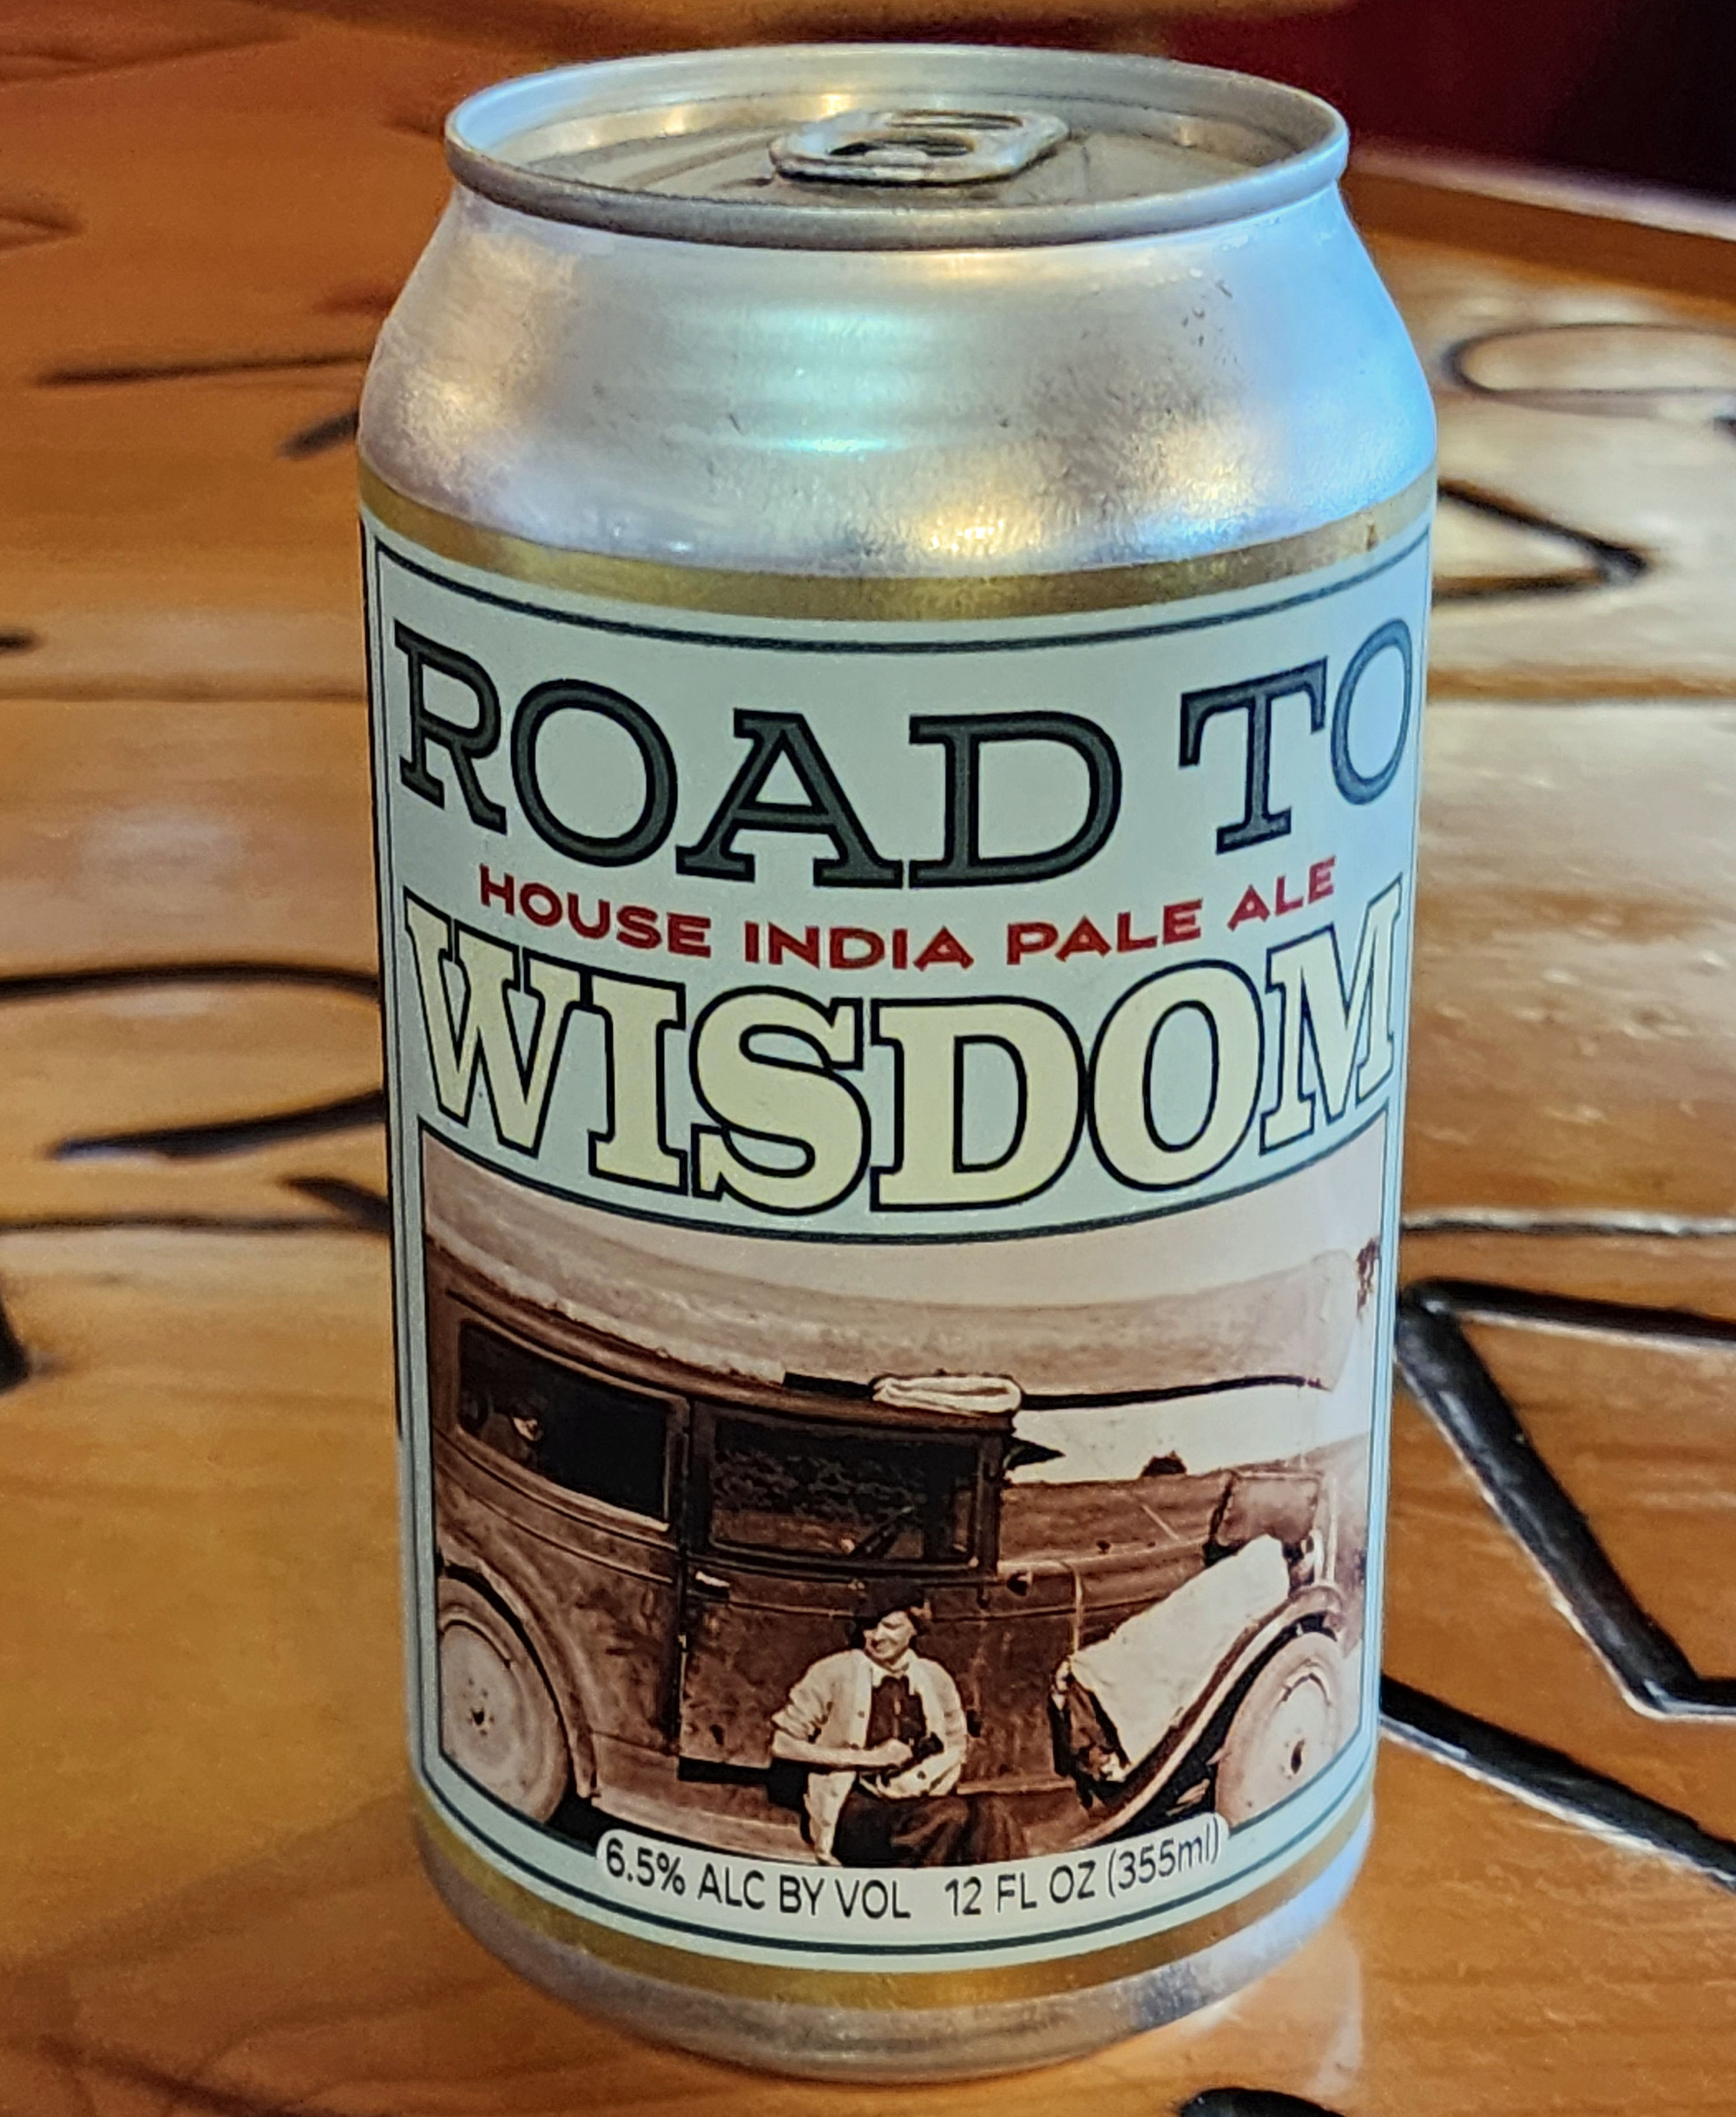 ROAD TO
HOUSE INDIA PALE ALE
WISDOM
6.5% ALC BY VOL 12 FL OZ (355ml)